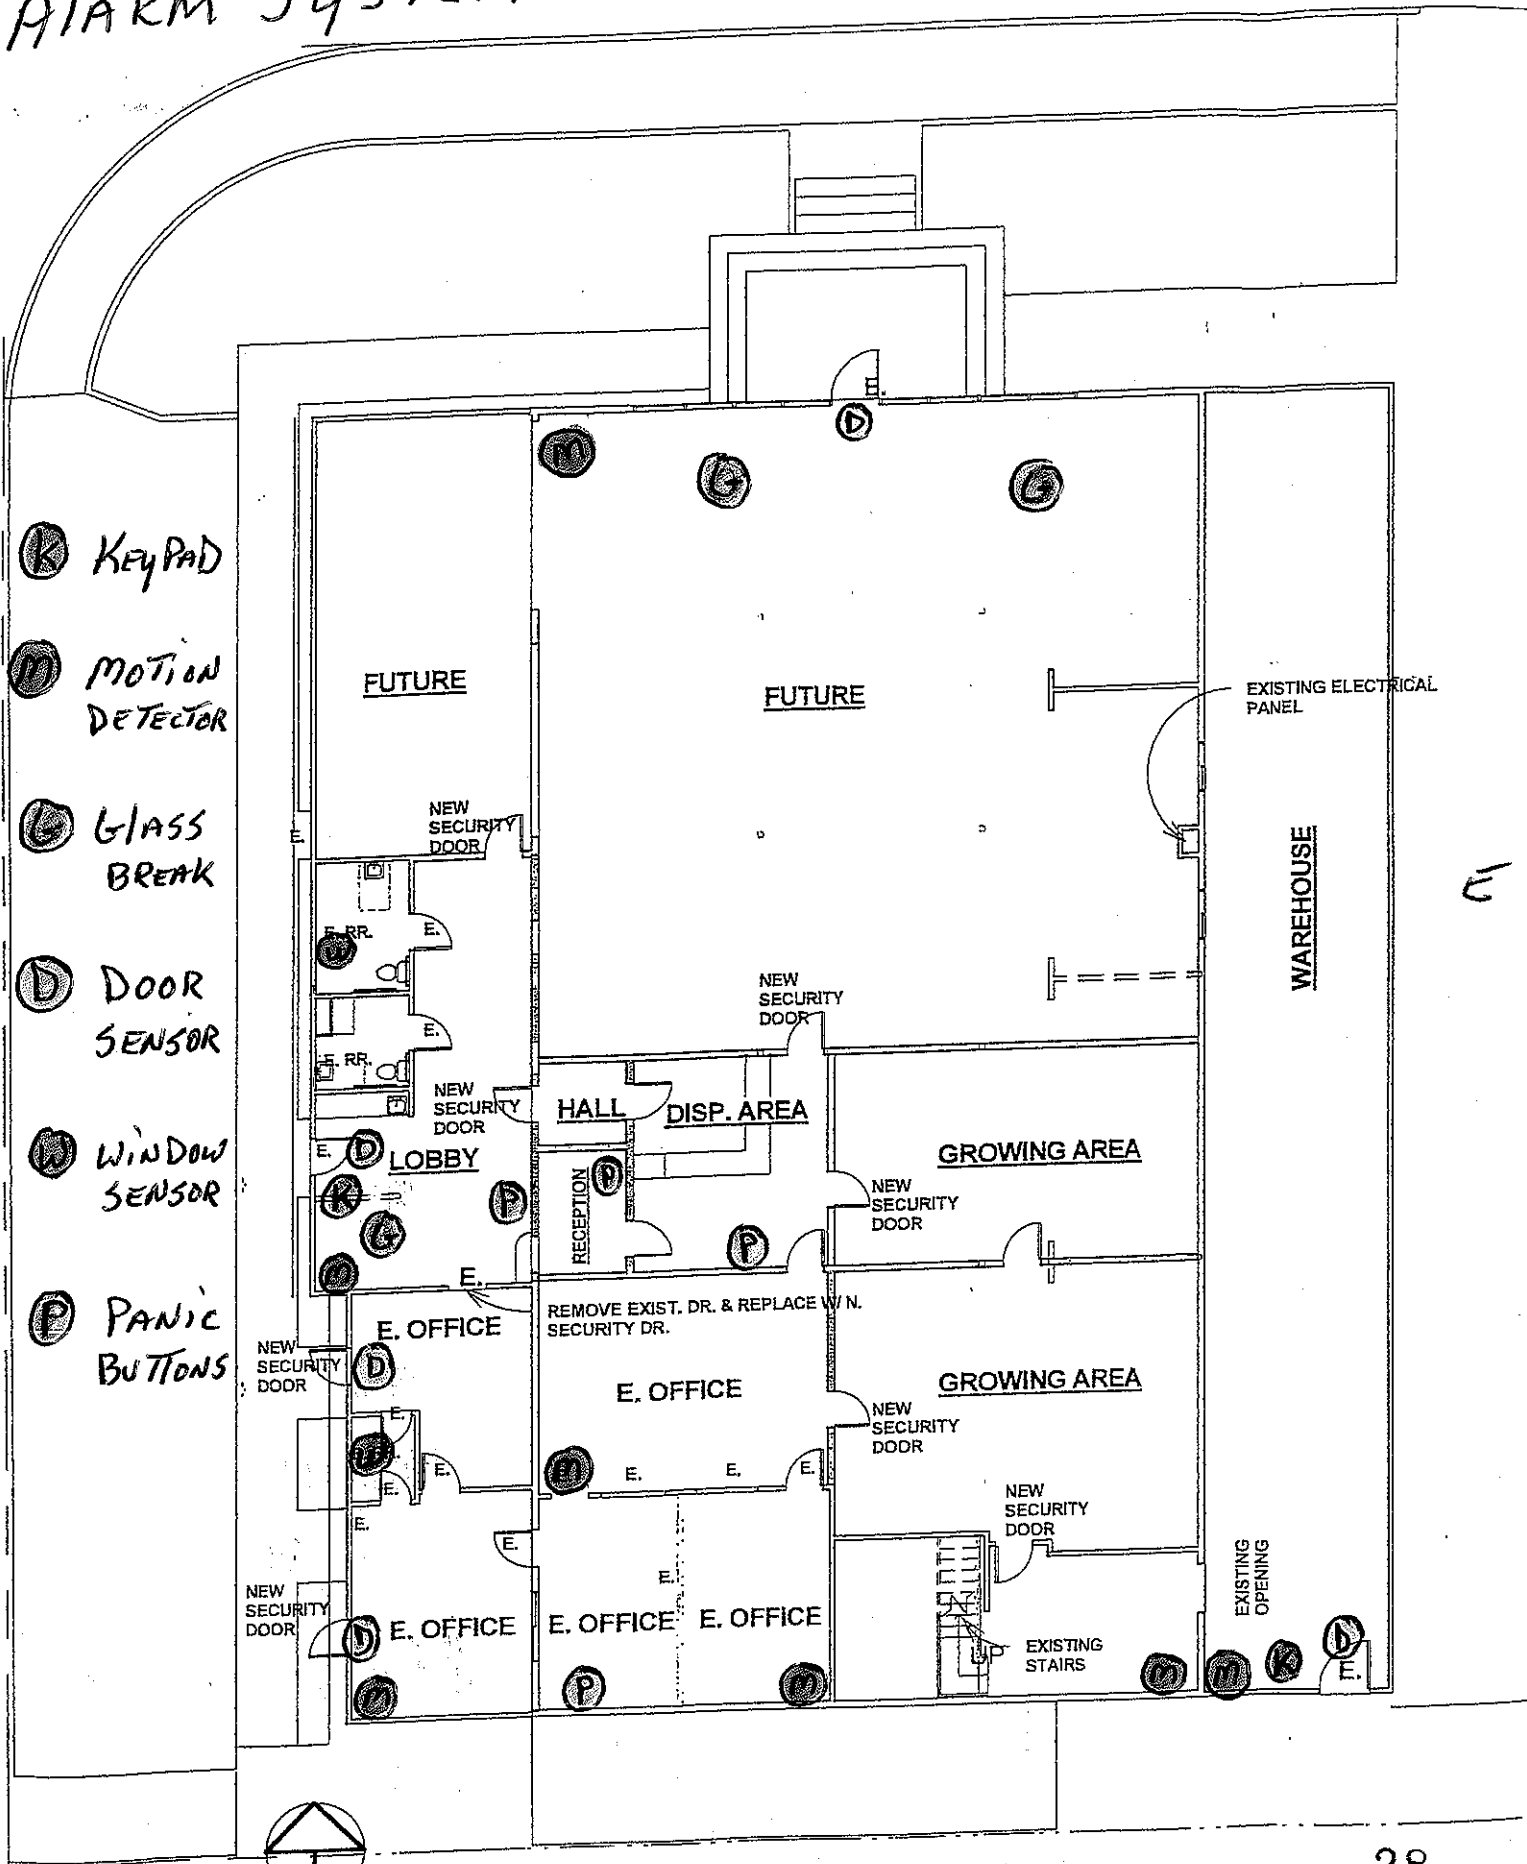 ALARM SYSTEM
E.
D
M
G
G
K KEYPAD
M MOTION
DETECTOR
G GLASS
BREAK
D DOOR
SENSOR
W WINDOW
SENSOR
P PANIC
BUTTONS
FUTURE
FUTURE
EXISTING ELECTRICAL
PANEL
NEW
SECURITY
DOOR
E.
WAREHOUSE
E
E. RR.
W
E.
NEW
SECURITY
DOOR
E.
E. RR.
NEW
SECURITY
DOOR
HALL
DISP. AREA
GROWING AREA
E.
D
LOBBY
K
P
RECEPTION
P
NEW
SECURITY
DOOR
G
P
M
E.
REMOVE EXIST. DR. & REPLACE W/ N.
SECURITY DR.
E. OFFICE
NEW
SECURITY
DOOR
D
E. OFFICE
GROWING AREA
NEW
SECURITY
DOOR
E.
W
E.
E.
M
E.
E.
E.
E.
E.
NEW
SECURITY
DOOR
EXISTING
OPENING
E.
NEW
SECURITY
DOOR
D
E. OFFICE
E. OFFICE
E. OFFICE
UP
EXISTING
STAIRS
M
P
M
M
M
K
D
E.
28